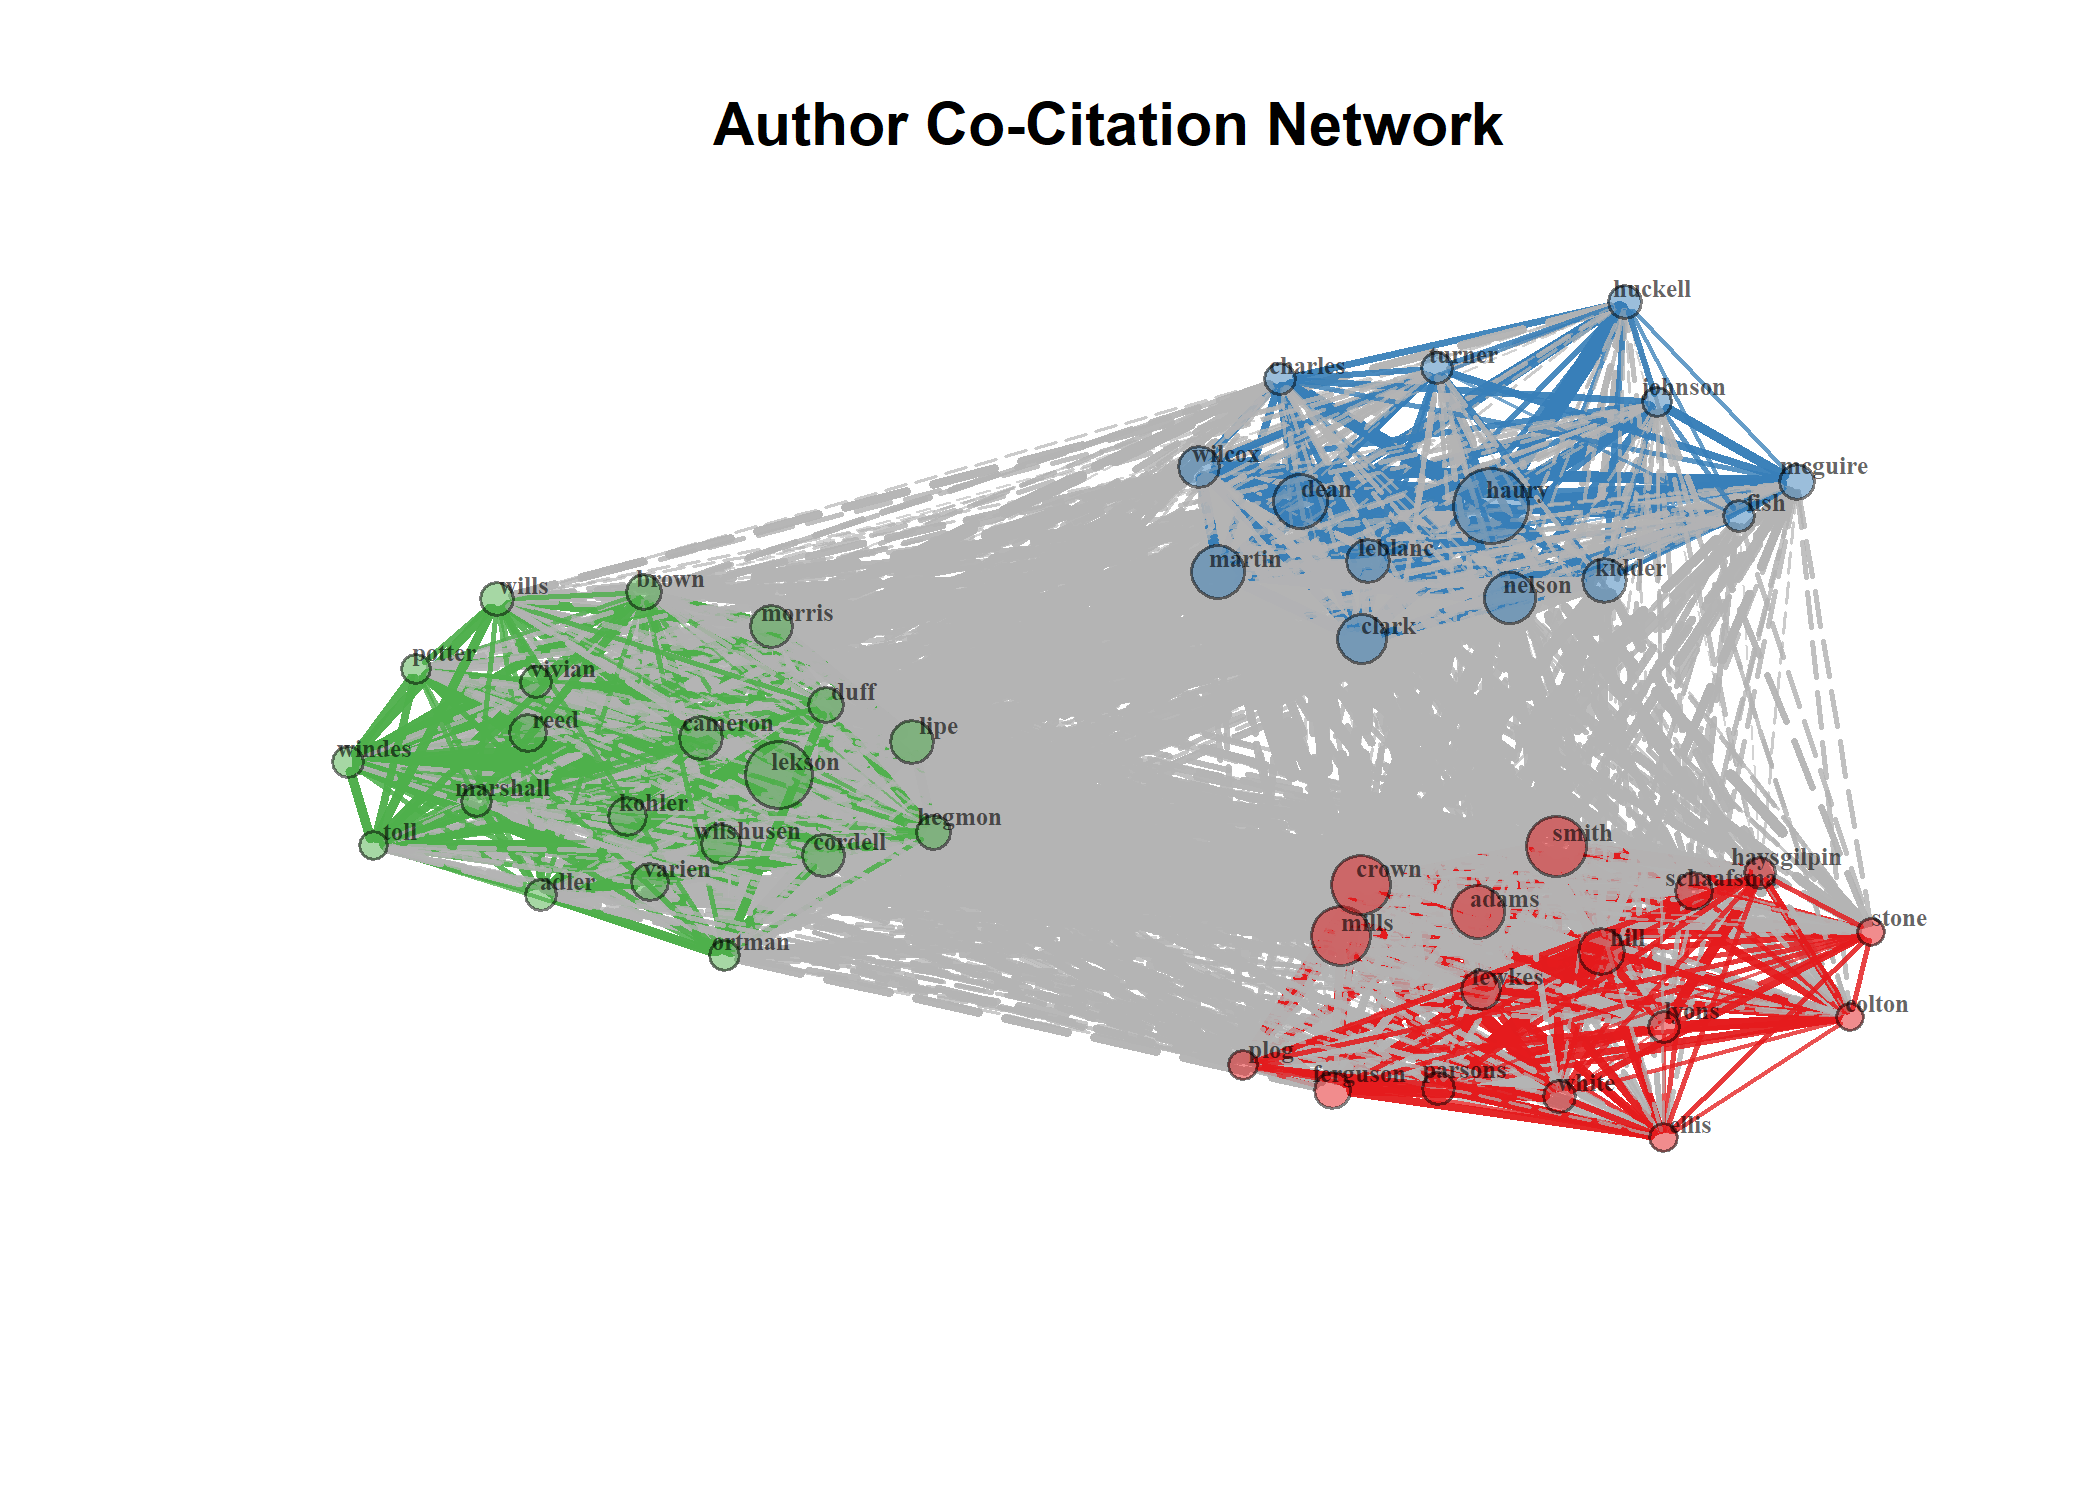 Author Co-Citation Network
huckell
turner
charles
johnson
wilcox
mcguire
dean
haury
fish
leblanc
martin
kidder
nelson
clark
wills
brown
morris
potter
vivian
duff
reed
cameron
lipe
windes
lekson
marshall
kohler
hegmon
toll
wilshusen
cordell
varien
adler
ortman
smith
haysgilpin
crown
schaafsma
adams
stone
mills
hill
fewkes
colton
lyons
plog
ferguson
parsons
white
ellis